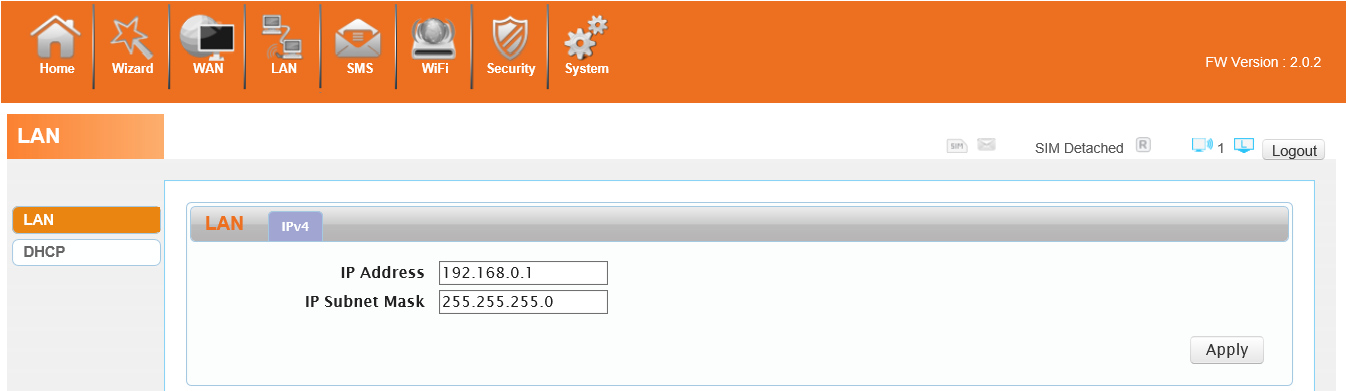 Home Wizard WAN LAN SMS WiFi Security System
FW Version : 2.0.2
LAN
SIM
SIM Detached R 1 Logout
LAN
DHCP
LAN IPv4
IP Address 192.168.0.1
IP Subnet Mask 255.255.255.0
Apply